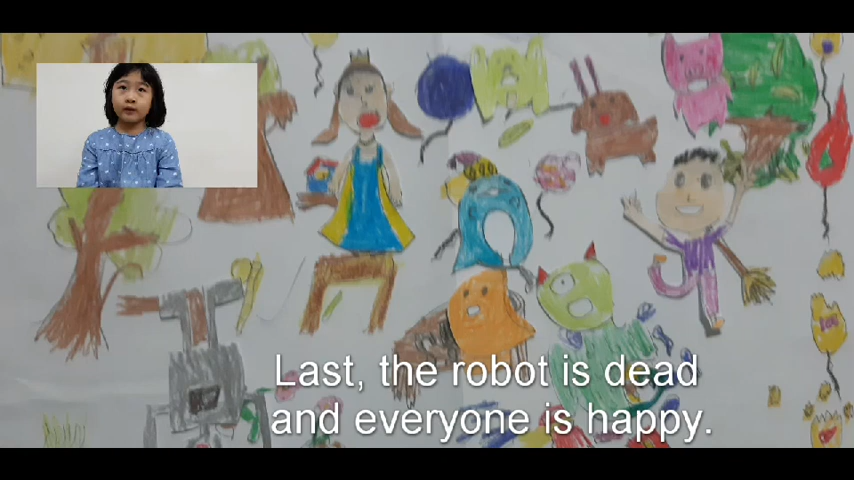 Last, the robot is dead
and everyone is happy.